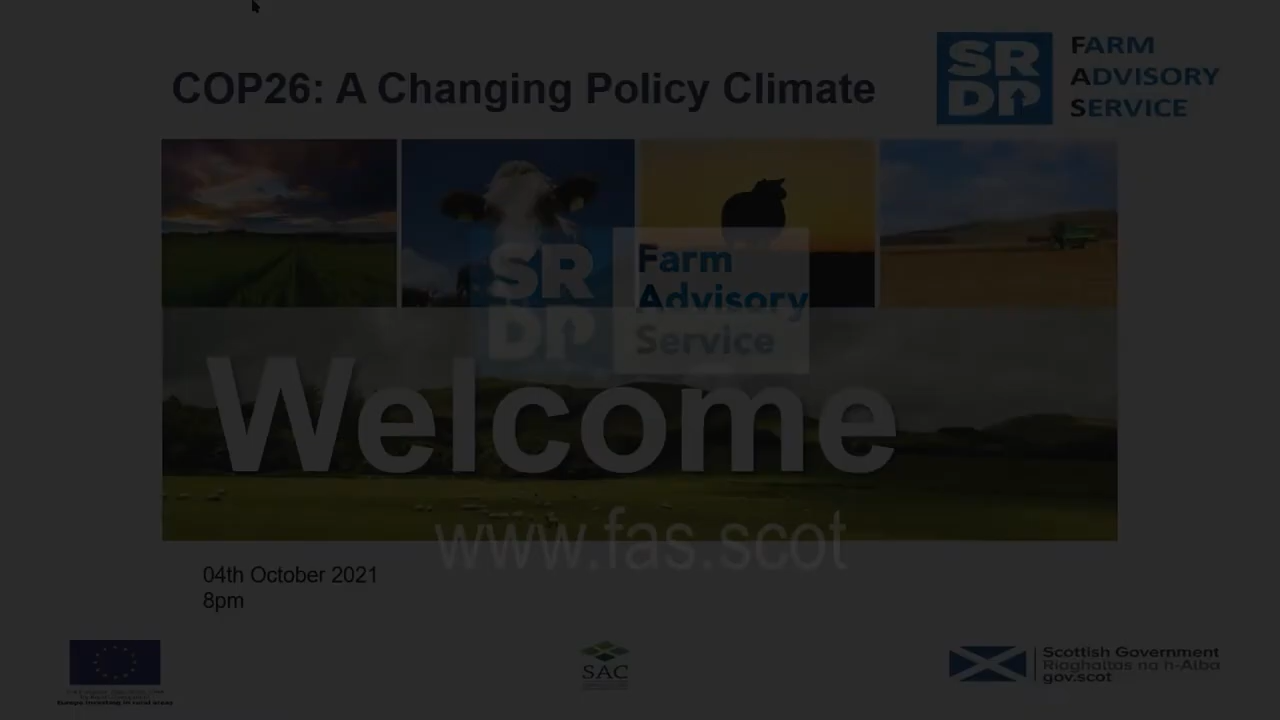 COP26: A Changing Policy Climate
SR
DP
FARM
ADVISORY
SERVICE
SR
DP
Farm
Advisory
Service
Welcome
www.fas.scot
04th October 2021
8pm
SAC
Scottish Government
Riaghaltas na h-Alba
gov.scot